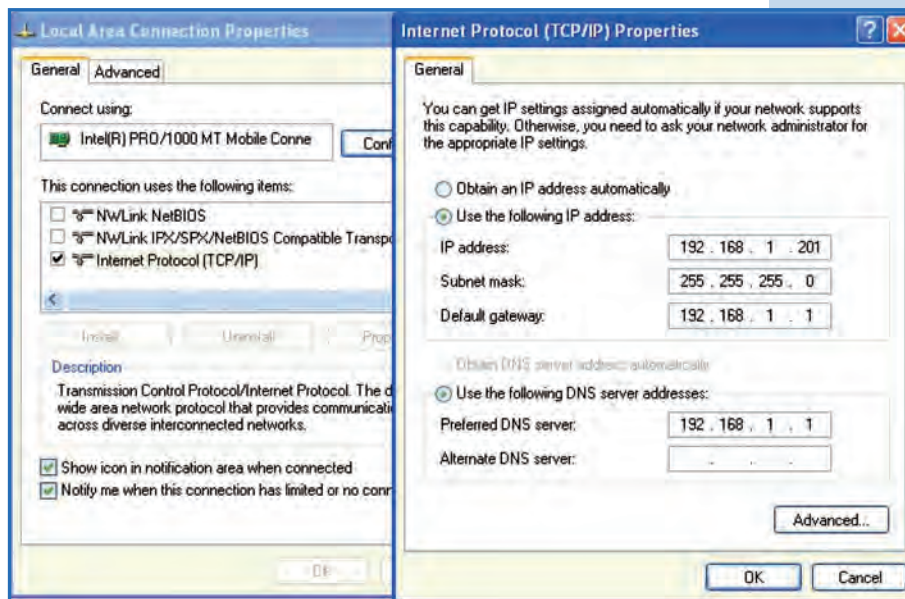 Local Area Connection Properties
General
Advanced
Connect using:
Intel(R) PRO/1000 MT Mobile Conne
Conf
This connection uses the following items:
NWLink NetBIOS
NWLink IPX/SPX/NetBIOS Compatible Transpo
Internet Protocol (TCP/IP)
Install
Uninstall
Prop
Description
Transmission Control Protocol/Internet Protocol. The d
wide area network protocol that provides communicati
across diverse interconnected networks.
Show icon in notification area when connected
Notify me when this connection has limited or no conn
OK
Internet Protocol (TCP/IP) Properties
General
You can get IP settings assigned automatically if your network supports
this capability. Otherwise, you need to ask your network administrator for
the appropriate IP settings.
Obtain an IP address automatically
Use the following IP address:
IP address: 192 . 168 . 1 . 201
Subnet mask: 255 . 255 . 255 . 0
Default gateway: 192 . 168 . 1 . 1
Obtain DNS server address automatically
Use the following DNS server addresses:
Preferred DNS server: 192 . 168 . 1 . 1
Alternate DNS server: . . .
Advanced...
OK
Cancel